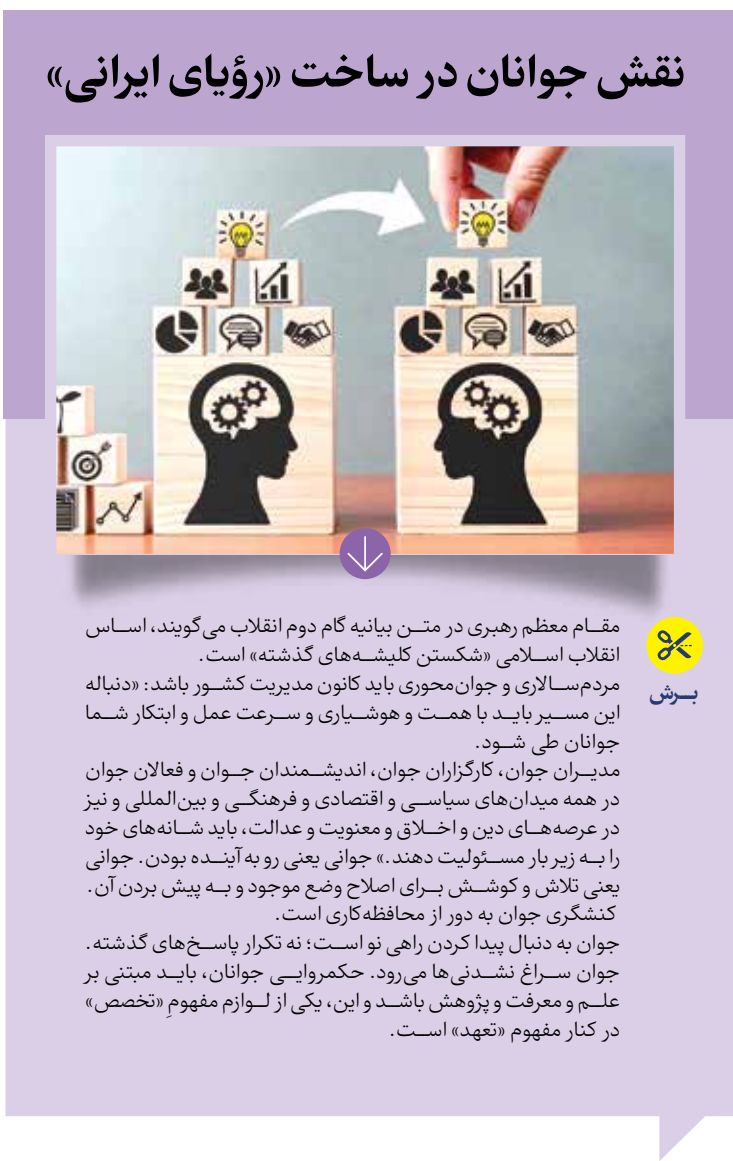 نقش جوانان در ساخت «رؤیای ایرانی»
برش
مقام معظم رهبری در متن بیانیه گام دوم انقلاب می‌گویند، اساس
انقلاب اسلامی «شکستن کلیشه‌های گذشته» است.
مردم‌سالاری و جوان‌محوری باید کانون مدیریت کشور باشد: «دنباله
این مسیر باید با همت و هوشیاری و سرعت عمل و ابتکار شما
جوانان طی شود.
مدیران جوان، کارگزاران جوان، اندیشمندان جوان و فعالان جوان
در همه میدان‌های سیاسی و اقتصادی و فرهنگی و بین‌المللی و نیز
در عرصه‌های دین و اخلاق و معنویت و عدالت، باید شانه‌های خود
را به زیر بار مسئولیت دهند.» جوانی یعنی رو به آینده بودن. جوانی
یعنی تلاش و کوشش برای اصلاح وضع موجود و به پیش بردن آن.
کنشگری جوان به دور از محافظه‌کاری است.
جوان به دنبال پیدا کردن راهی نو است؛ نه تکرار پاسخ‌های گذشته.
جوان سراغ نشدنی‌ها می‌رود. حکمروایی جوانان، باید مبتنی بر
علم و معرفت و پژوهش باشد و این، یکی از لوازم مفهومِ «تخصص»
در کنار مفهوم «تعهد» است.